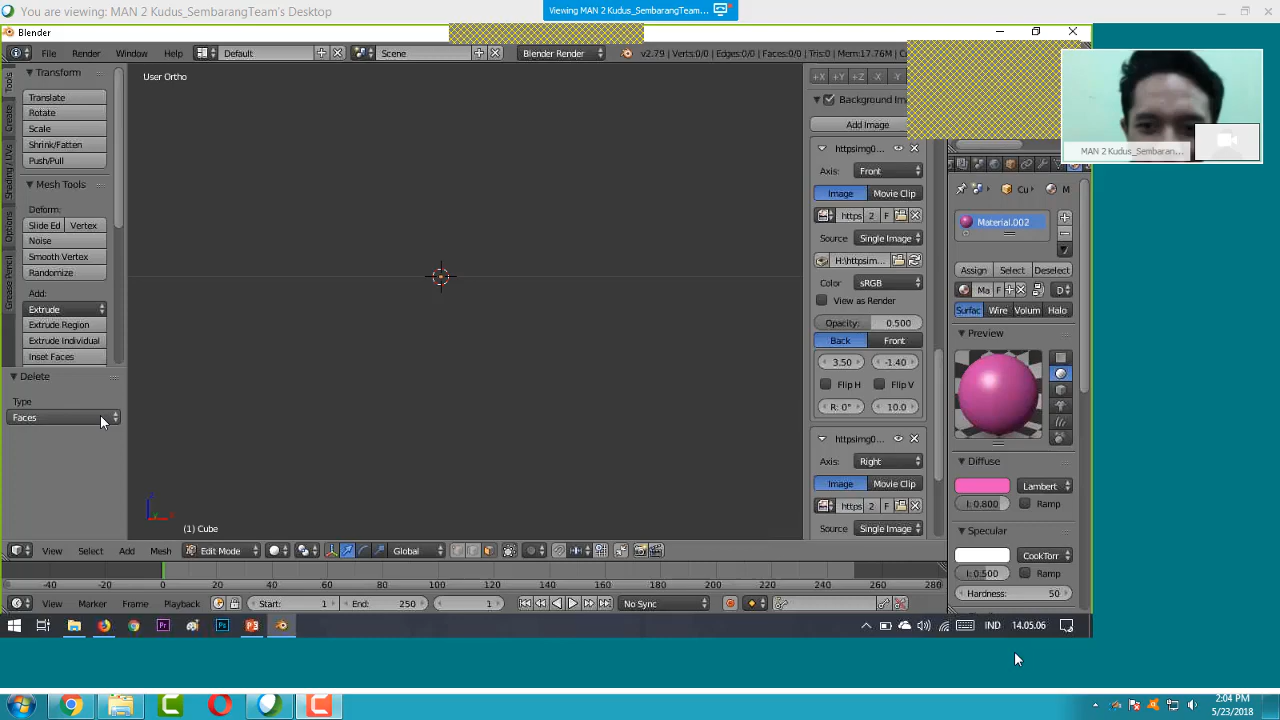 You are viewing: MAN 2 Kudus_SembarangTeam's Desktop
Viewing MAN 2 Kudus_SembarangTeam...
Blender
File Render Window Help Default Scene Blender Render v2.79 | Verts:0/0 | Edges:0/0 | Faces:0/0 | Tris:0 | Mem:17.76M
Tools
Create
Shading / UVs
Options
Grease Pencil
Transform
Translate
Rotate
Scale
Shrink/Fatten
Push/Pull
Mesh Tools
Deform:
Slide Ed Vertex
Noise
Smooth Vertex
Randomize
Add:
Extrude
Extrude Region
Extrude Individual
Inset Faces
Delete
Type
Faces
User Ortho
(1) Cube
+X +Y +Z -X -Y
Background Im
Add Image
httpsimg0...
Axis: Front
Image Movie Clip
https 2 F
Source: Single Image
H:\httpsim...
Color sRGB
View as Render
Opacity: 0.500
Back Front
3.50 -1.40
Flip H Flip V
R: 0° 10.0
httpsimg0...
Axis: Right
Image Movie Clip
https 2 F
Source: Single Image
MAN 2 Kudus_Sembaran...
Cu M
Material.002
Assign Select Deselect
Ma F D
Surfac Wire Volum Halo
Preview
Diffuse
Lambert
I: 0.800 Ramp
Specular
CookTorr
I: 0.500 Ramp
Hardness: 50
View Select Add Mesh Edit Mode Global
-40 -20 0 20 40 60 80 100 120 140 160 180 200 220 240 260 280
View Marker Frame Playback Start: 1 End: 250 1 No Sync
IND 14.05.06
2:04 PM
5/23/2018